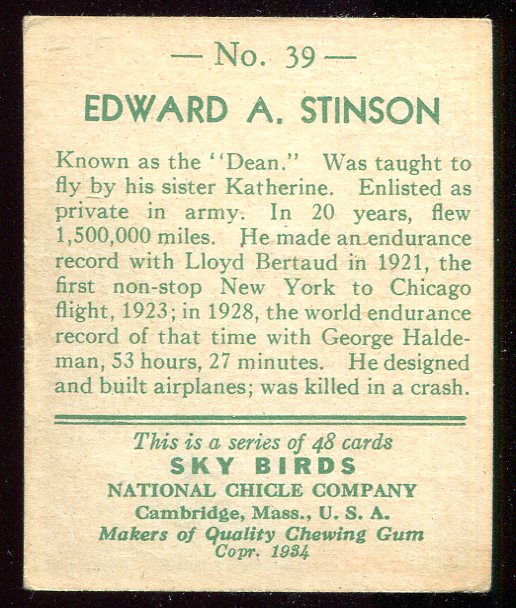 — No. 39 —
EDWARD A. STINSON
Known as the "Dean." Was taught to
fly by his sister Katherine. Enlisted as
private in army. In 20 years, flew
1,500,000 miles. He made an endurance
record with Lloyd Bertaud in 1921, the
first non-stop New York to Chicago
flight, 1923; in 1928, the world endurance
record of that time with George Halde-
man, 53 hours, 27 minutes. He designed
and built airplanes; was killed in a crash.
This is a series of 48 cards
SKY BIRDS
NATIONAL CHICLE COMPANY
Cambridge, Mass., U. S. A.
Makers of Quality Chewing Gum
Copr. 1934